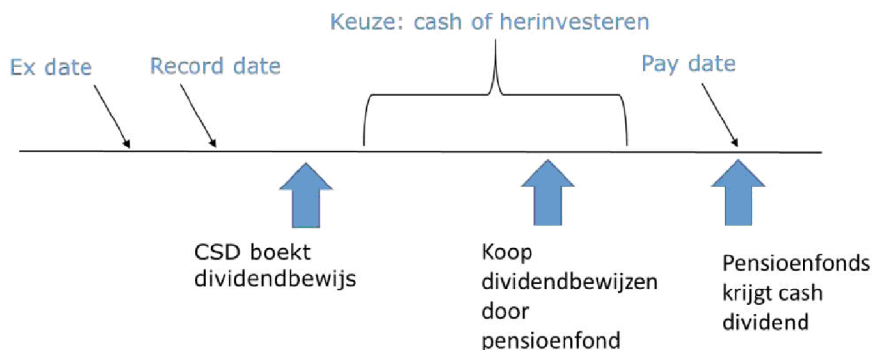 Keuze: cash of herinvesteren
Ex date
Record date
Pay date
CSD boekt
dividendbewijs
Koop
dividendbewijzen
door
pensioenfond
Pensioenfonds
krijgt cash
dividend